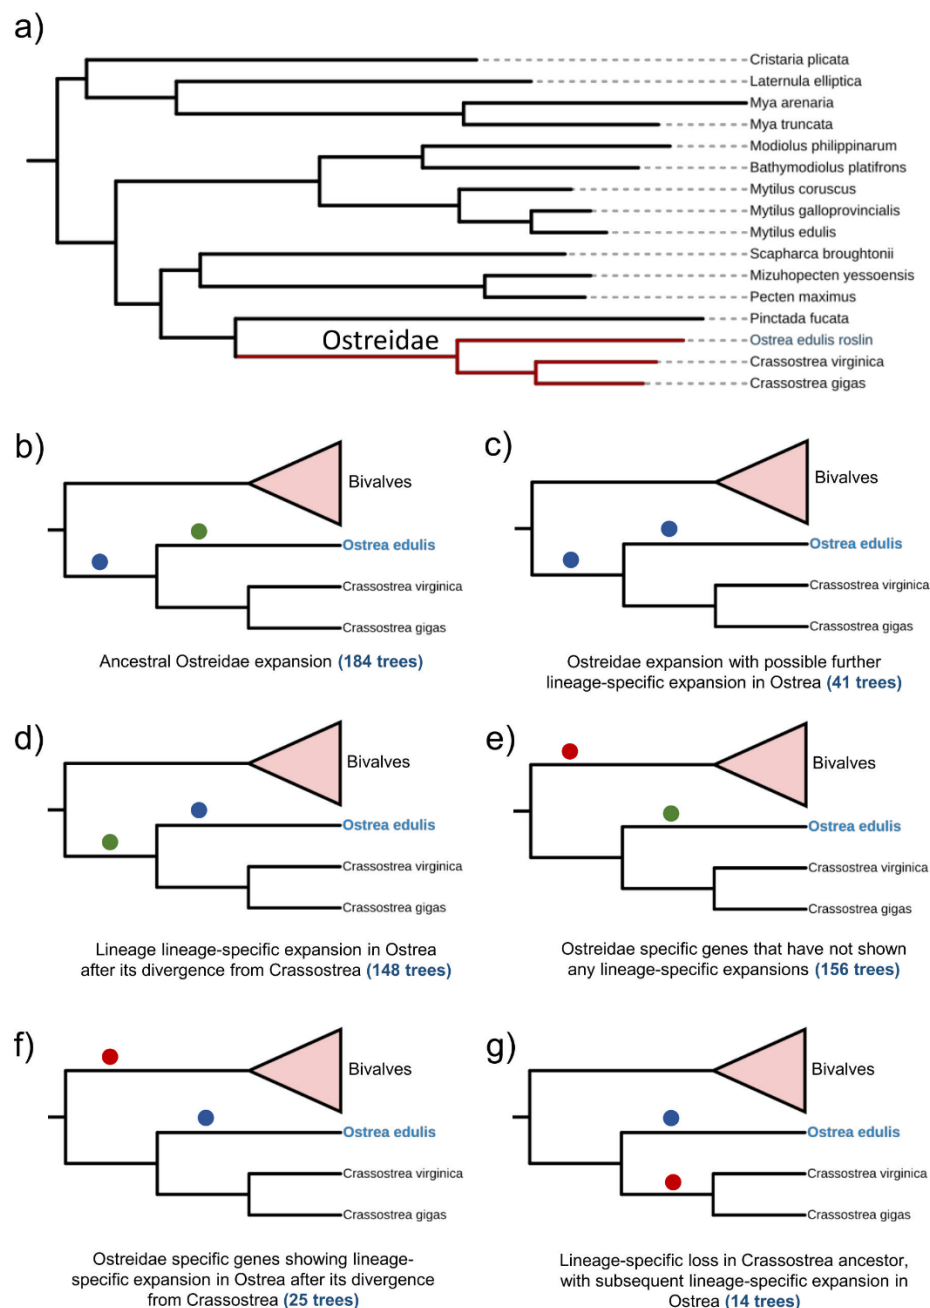 a)
Cristaria plicata
Laternula elliptica
Mya arenaria
Mya truncata
Modiolus philippinarum
Bathymodiolus platifrons
Mytilus coruscus
Mytilus galloprovincialis
Mytilus edulis
Scapharca broughtonii
Mizuhopecten yessoensis
Pecten maximus
Pinctada fucata
Ostreidae
Ostrea edulis roslin
Crassostrea virginica
Crassostrea gigas
b)
Bivalves
Ostrea edulis
Crassostrea virginica
Crassostrea gigas
Ancestral Ostreidae expansion (184 trees)
c)
Bivalves
Ostrea edulis
Crassostrea virginica
Crassostrea gigas
Ostreidae expansion with possible further
lineage-specific expansion in Ostrea (41 trees)
d)
Bivalves
Ostrea edulis
Crassostrea virginica
Crassostrea gigas
Lineage lineage-specific expansion in Ostrea
after its divergence from Crassostrea (148 trees)
e)
Bivalves
Ostrea edulis
Crassostrea virginica
Crassostrea gigas
Ostreidae specific genes that have not shown
any lineage-specific expansions (156 trees)
f)
Bivalves
Ostrea edulis
Crassostrea virginica
Crassostrea gigas
Ostreidae specific genes showing lineage-
specific expansion in Ostrea after its divergence
from Crassostrea (25 trees)
g)
Bivalves
Ostrea edulis
Crassostrea virginica
Crassostrea gigas
Lineage-specific loss in Crassostrea ancestor,
with subsequent lineage-specific expansion in
Ostrea (14 trees)